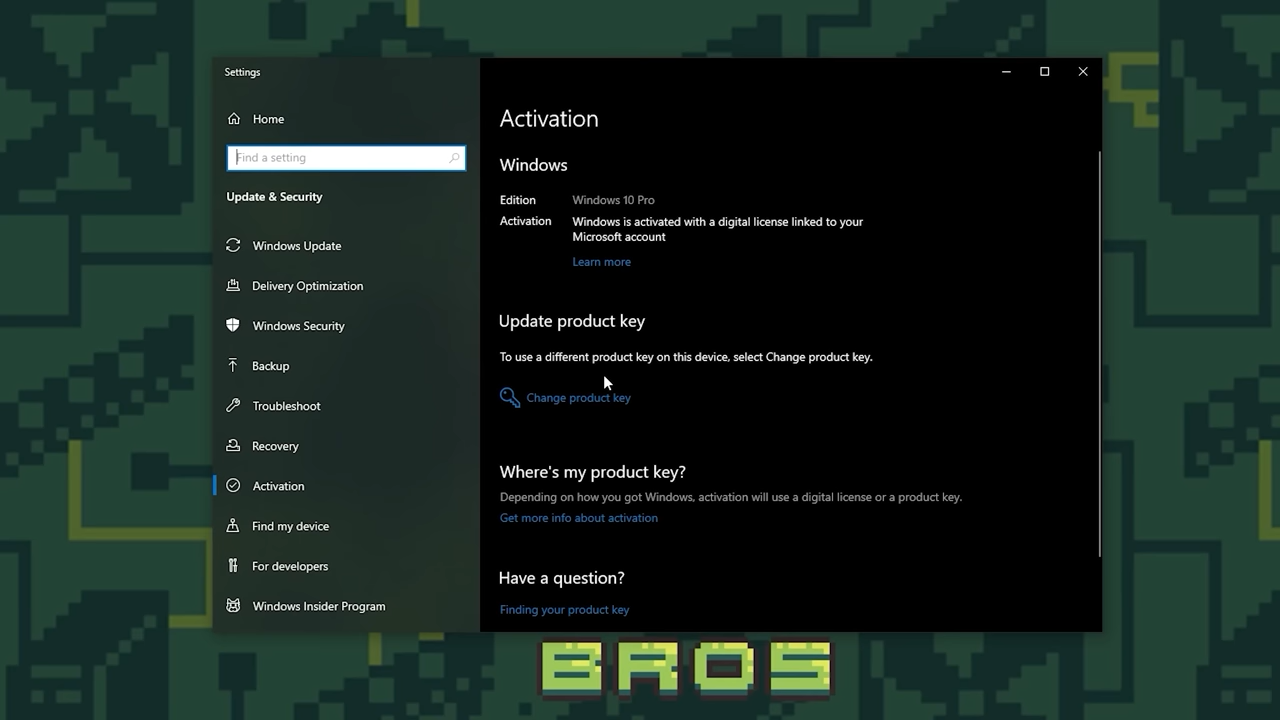 Settings
Home
Find a setting
Update & Security
Windows Update
Delivery Optimization
Windows Security
Backup
Troubleshoot
Recovery
Activation
Find my device
For developers
Windows Insider Program
Activation
Windows
Edition Windows 10 Pro
Activation Windows is activated with a digital license linked to your
Microsoft account
Learn more
Update product key
To use a different product key on this device, select Change product key.
Change product key
Where's my product key?
Depending on how you got Windows, activation will use a digital license or a product key.
Get more info about activation
Have a question?
Finding your product key
BROS